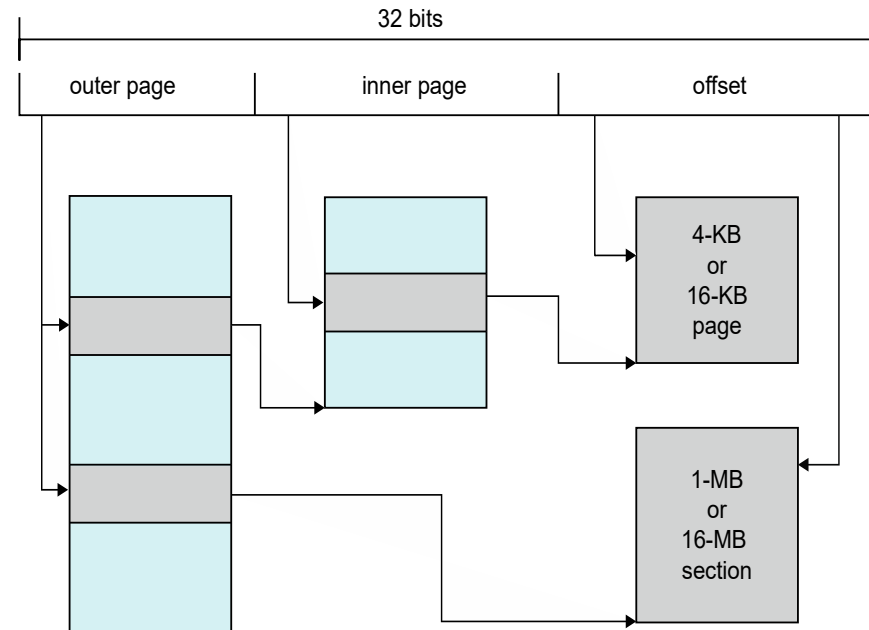 32 bits
outer page
inner page
offset
4-KB
or
16-KB
page
1-MB
or
16-MB
section